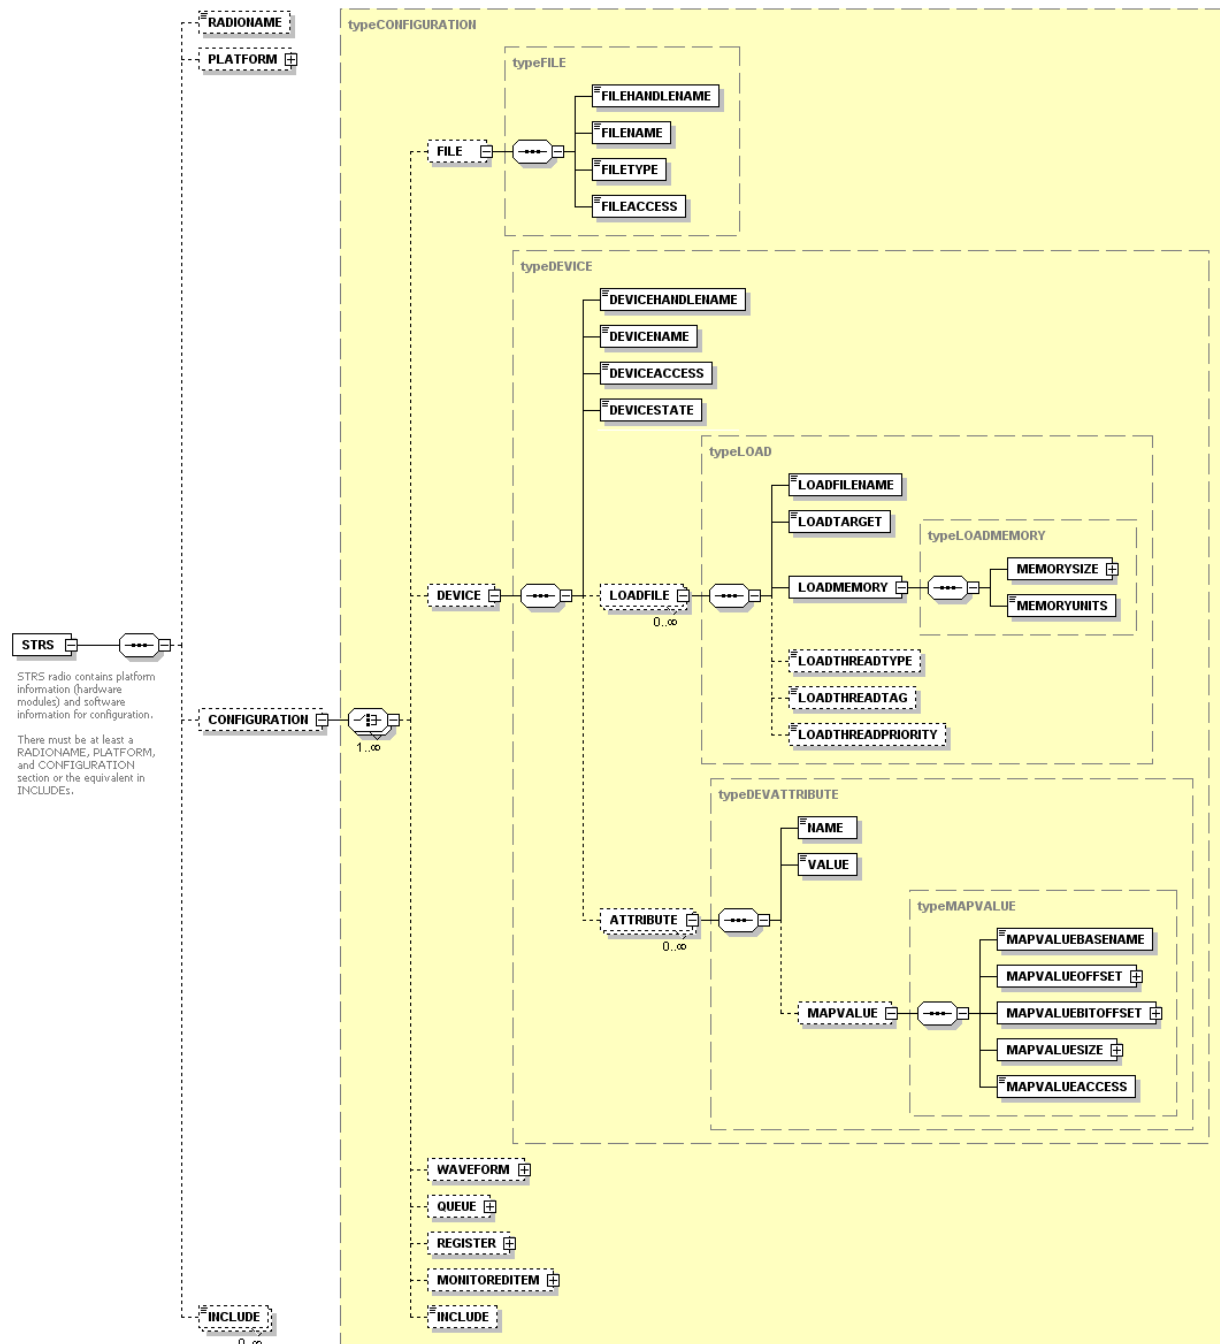 RADIONAME
PLATFORM
typeCONFIGURATION
typeFILE
FILEHANDLENAME
FILENAME
FILE
FILETYPE
FILEACCESS
typeDEVICE
DEVICEHANDLENAME
DEVICENAME
DEVICEACCESS
DEVICESTATE
typeLOAD
LOADFILENAME
LOADTARGET
typeLOADMEMORY
MEMORYSIZE
DEVICE
LOADFILE
0..∞
LOADMEMORY
MEMORYUNITS
LOADTHREADTYPE
LOADTHREADTAG
LOADTHREADPRIORITY
STRS
STRS radio contains platform
information (hardware
modules) and software
information for configuration.
There must be at least a
RADIONAME, PLATFORM,
and CONFIGURATION
section or the equivalent in
INCLUDEs.
CONFIGURATION
1..∞
typeDEVATTRIBUTE
NAME
VALUE
ATTRIBUTE
0..∞
typeMAPVALUE
MAPVALUEBASENAME
MAPVALUEOFFSET
MAPVALUE
MAPVALUEBITOFFSET
MAPVALUESIZE
MAPVALUEACCESS
WAVEFORM
QUEUE
REGISTER
MONITOREDITEM
INCLUDE
INCLUDE
0..∞